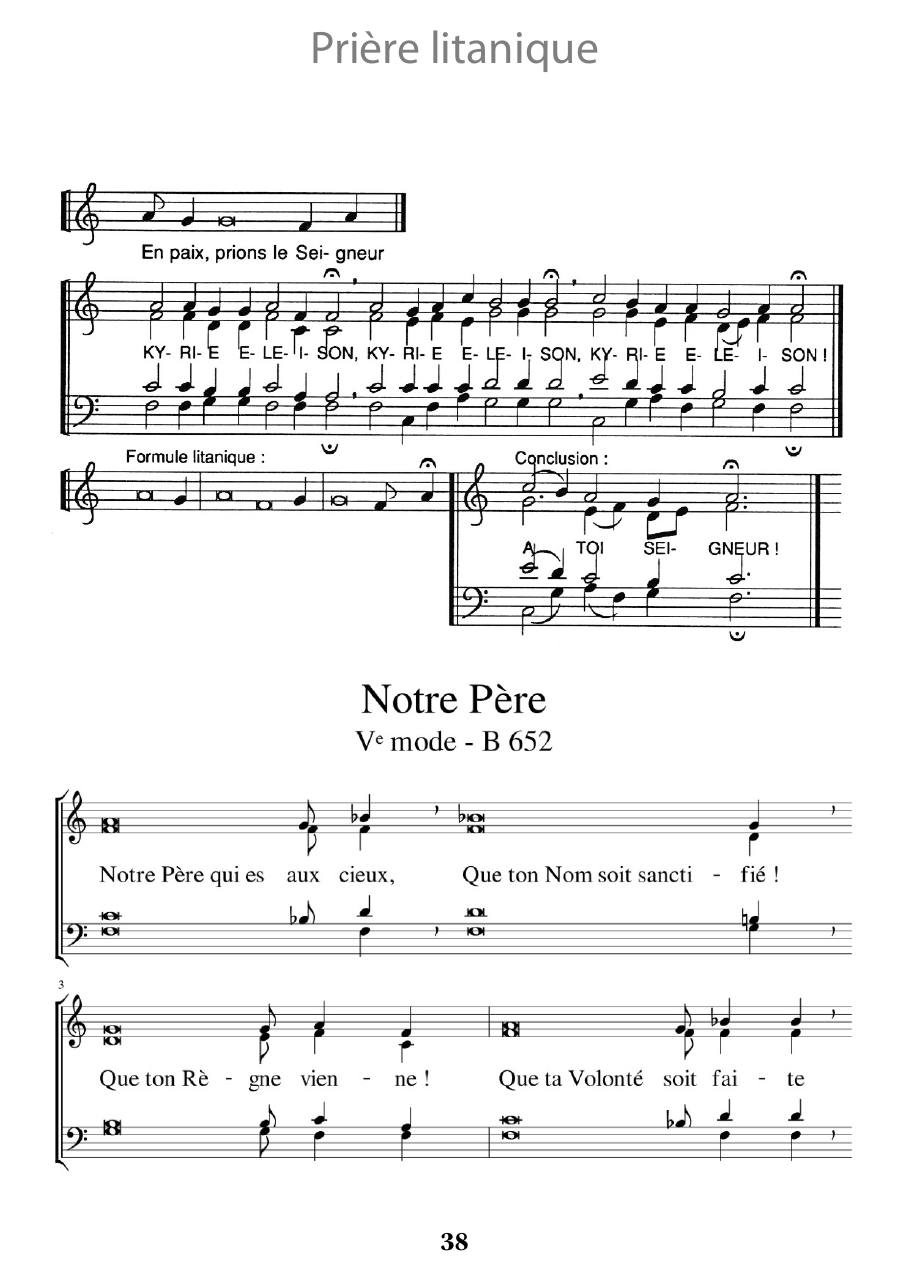 Prière litanique
En paix, prions le Sei- gneur
KY- RI- E E- LE- I- SON, KY- RI- E E- LE- I- SON, KY- RI- E E- LE- I- SON !
Formule litanique :
Conclusion :
A TOI SEI- GNEUR !
Notre Père
Ve mode - B 652
Notre Père qui es aux cieux, Que ton Nom soit sancti - fié !
3
Que ton Rè - gne vien - ne ! Que ta Volonté soit fai - te
38